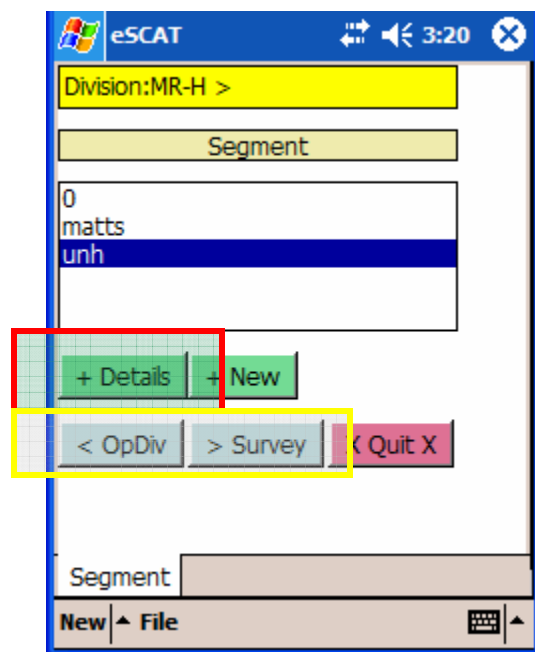 eSCAT 3:20
Division:MR-H >
Segment
0
matts
unh
+ Details + New
< OpDiv > Survey X Quit X
Segment
New File